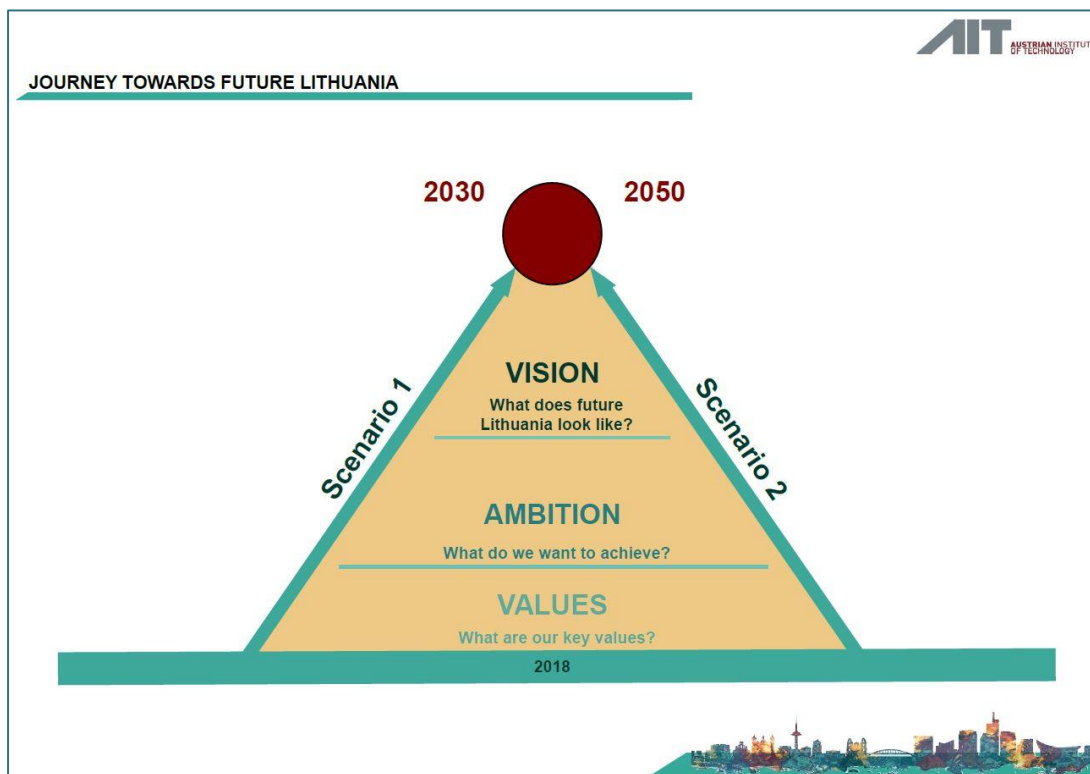 AIT AUSTRIAN INSTITUT
OF TECHNOLOGY
JOURNEY TOWARDS FUTURE LITHUANIA
2030
2050
Scenario 1
Scenario 2
VISION
What does future
Lithuania look like?
AMBITION
What do we want to achieve?
VALUES
What are our key values?
2018